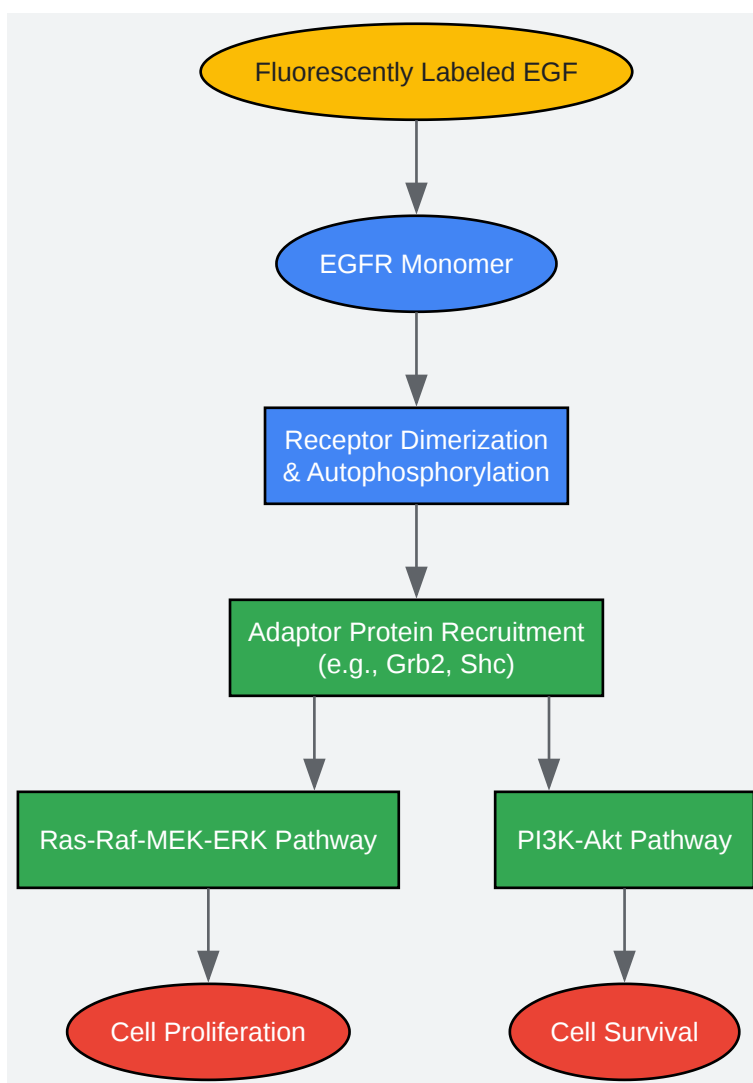 Fluorescently Labeled EGF
EGFR Monomer
Receptor Dimerization
& Autophosphorylation
Adaptor Protein Recruitment
(e.g., Grb2, Shc)
Ras-Raf-MEK-ERK Pathway
PI3K-Akt Pathway
Cell Proliferation
Cell Survival